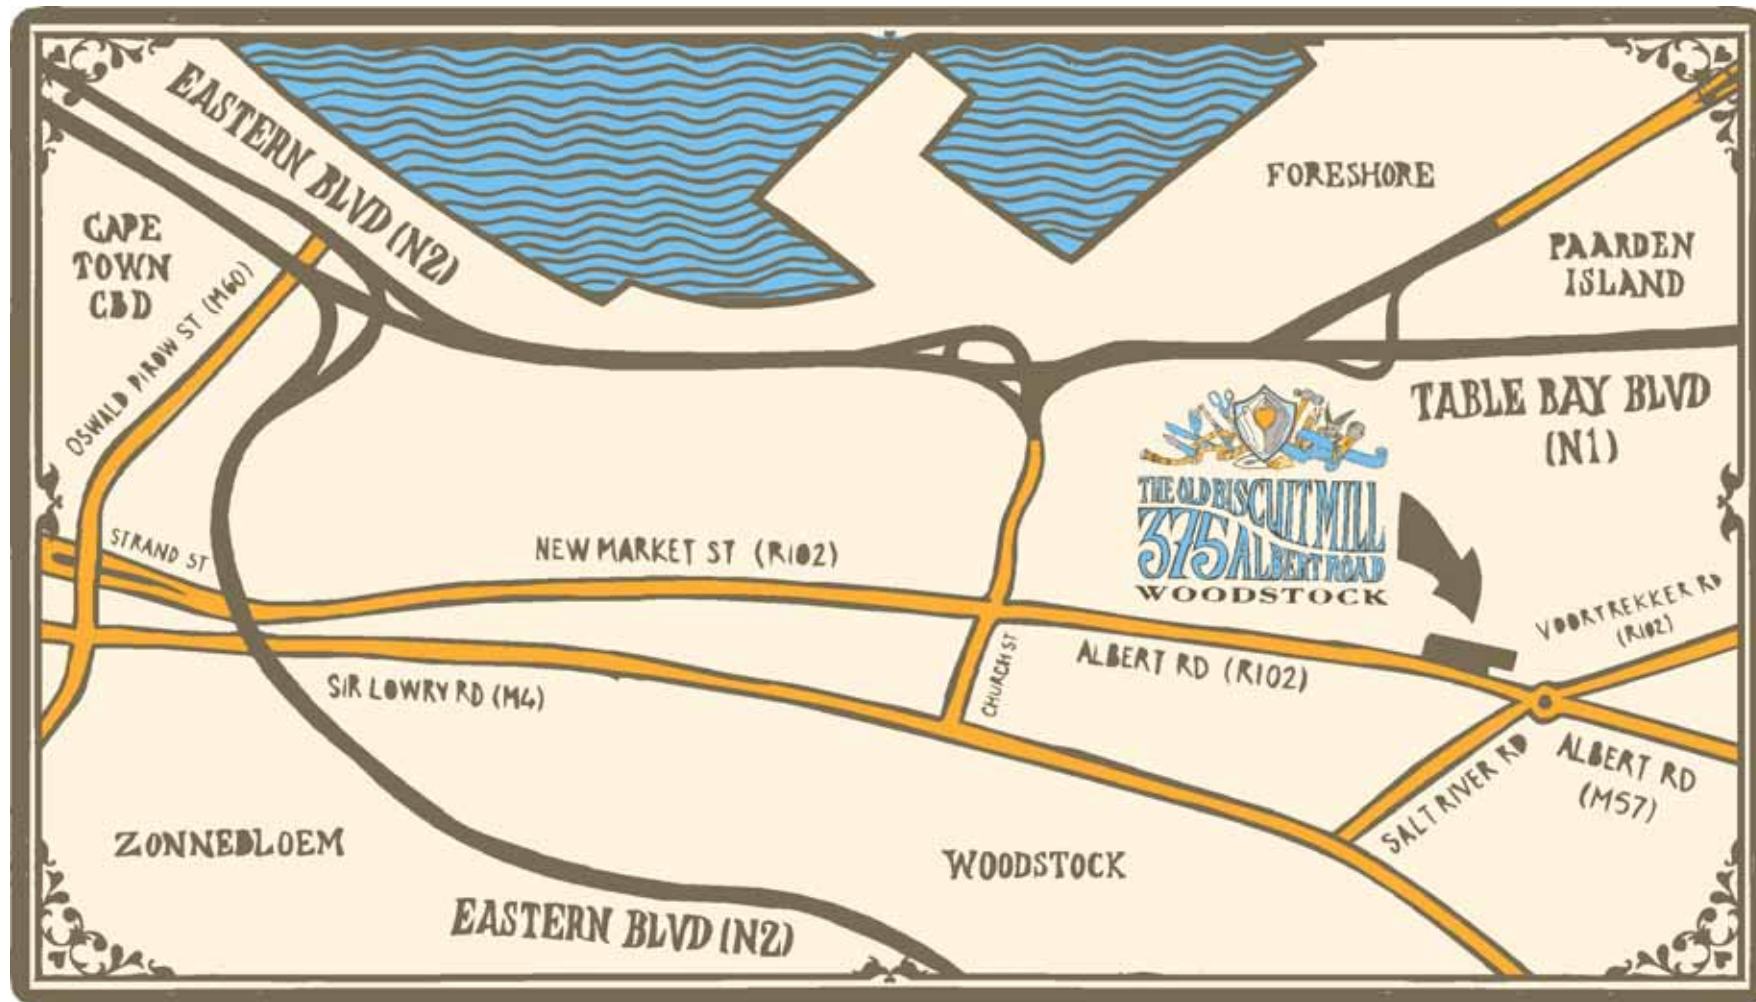 EASTERN BLVD (N2)
FORESHORE
CAPE
TOWN
CBD
PAARDEN
ISLAND
OSWALD PIROW ST (M60)
TABLE BAY BLVD
(N1)
THE OLD BISCUIT MILL
375 ALBERT ROAD
WOODSTOCK
STRAND ST
NEW MARKET ST (R102)
VOORTREKKER RD
(R102)
CHURCH ST
ALBERT RD (R102)
SIR LOWRY RD (M4)
SALT RIVER RD
ALBERT RD
(M57)
ZONNEBLOEM
WOODSTOCK
EASTERN BLVD (N2)